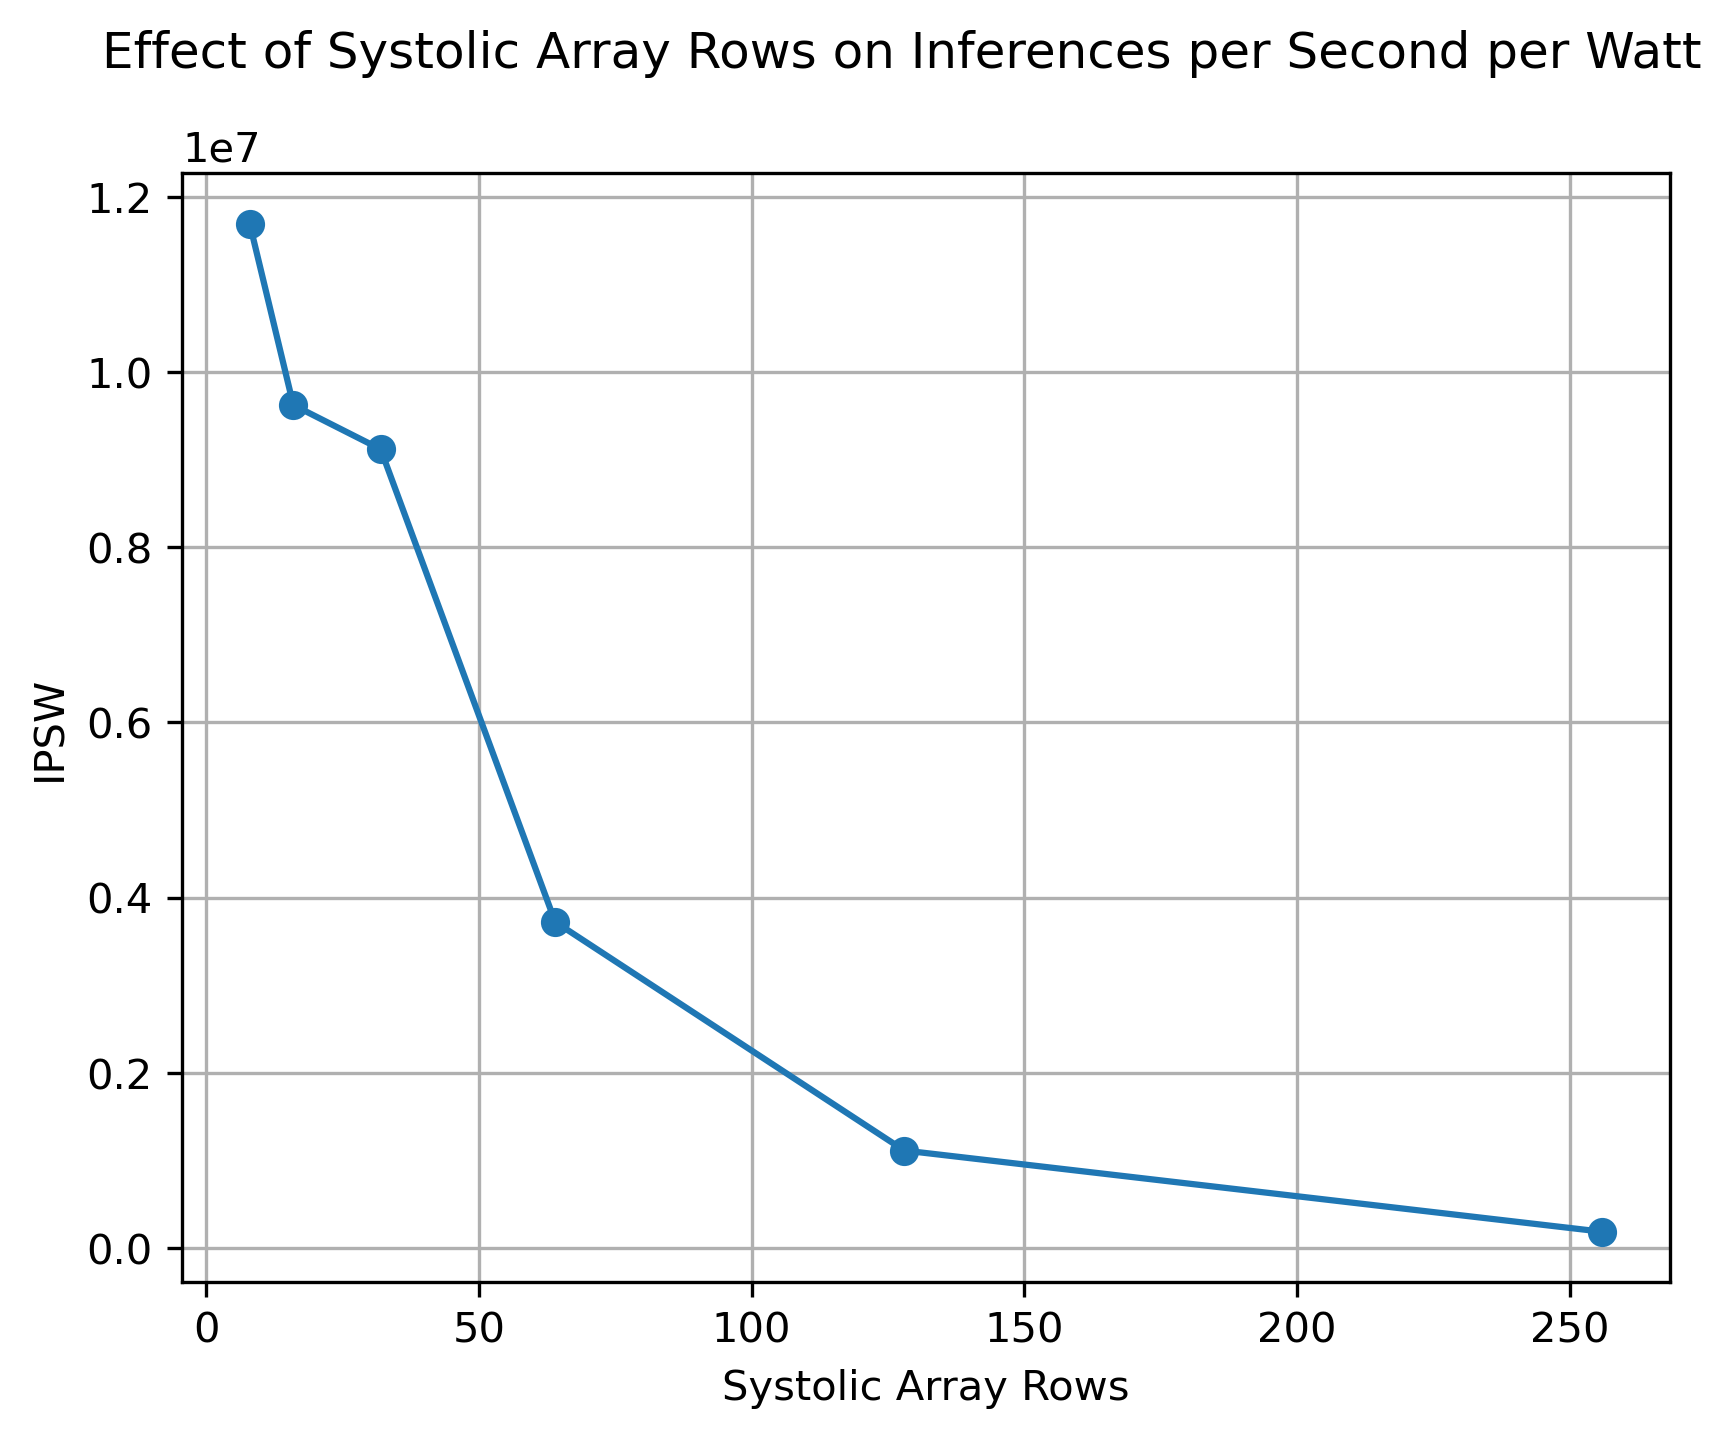 Effect of Systolic Array Rows on Inferences per Second per Watt
1e7
1.2
1.0
0.8
0.6
0.4
0.2
0.0
IPSW
0 50 100 150 200 250
Systolic Array Rows